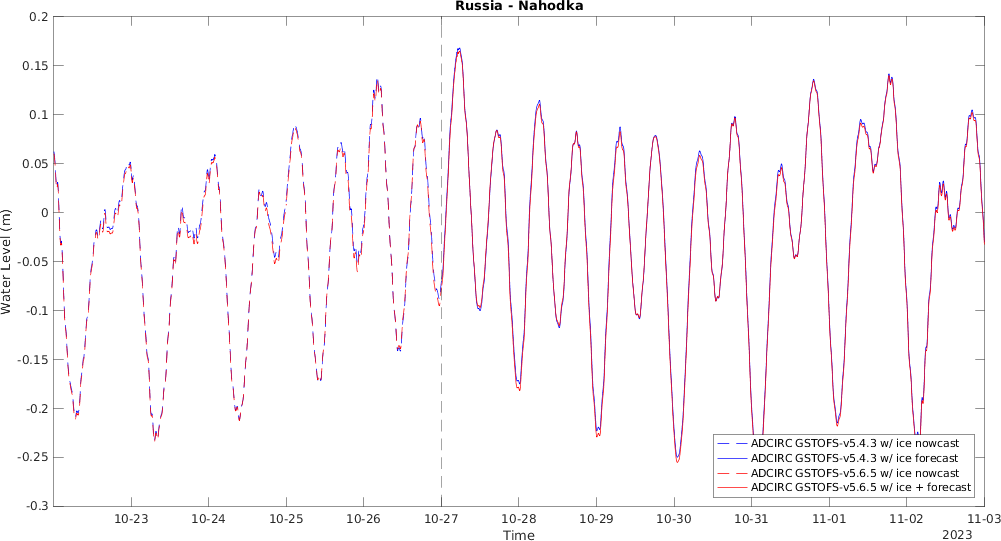 Russia - Nahodka
0.2
0.15
0.1
0.05
0
-0.05
-0.1
-0.15
-0.2
-0.25
-0.3
Water Level (m)
ADCIRC GSTOFS-v5.4.3 w/ ice nowcast
ADCIRC GSTOFS-v5.4.3 w/ ice forecast
ADCIRC GSTOFS-v5.6.5 w/ ice nowcast
ADCIRC GSTOFS-v5.6.5 w/ ice + forecast
10-23 10-24 10-25 10-26 10-27 10-28 10-29 10-30 10-31 11-01 11-02 11-03
Time
2023